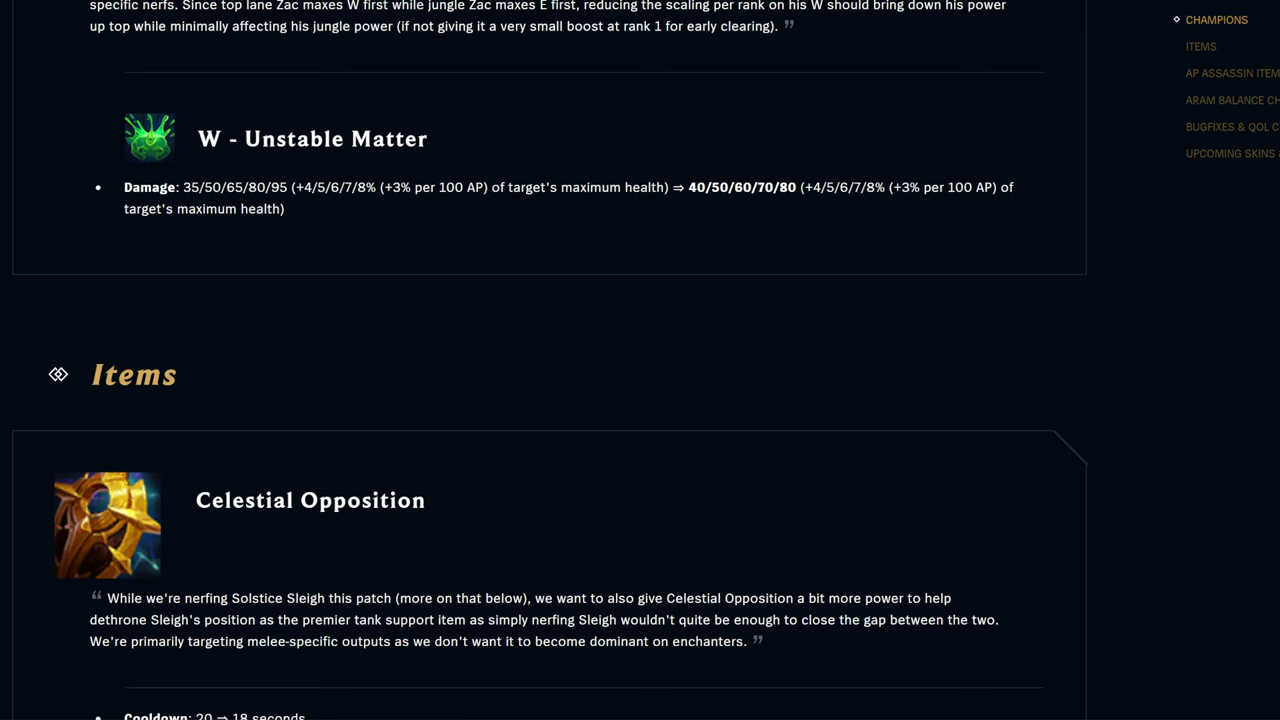 specific nerfs. Since top lane Zac maxes W first while jungle Zac maxes E first, reducing the scaling per rank on his W should bring down his power
up top while minimally affecting his jungle power (if not giving it a very small boost at rank 1 for early clearing). ”
W - Unstable Matter
• Damage: 35/50/65/80/95 (+4/5/6/7/8% (+3% per 100 AP) of target's maximum health) ⇒ 40/50/60/70/80 (+4/5/6/7/8% (+3% per 100 AP) of
target's maximum health)
Items
Celestial Opposition
“ While we're nerfing Solstice Sleigh this patch (more on that below), we want to also give Celestial Opposition a bit more power to help
dethrone Sleigh's position as the premier tank support item as simply nerfing Sleigh wouldn't quite be enough to close the gap between the two.
We're primarily targeting melee-specific outputs as we don't want it to become dominant on enchanters. ”
• Cooldown: 20 ⇒ 18 seconds
CHAMPIONS
ITEMS
AP ASSASSIN ITEM
ARAM BALANCE CH
BUGFIXES & QOL C
UPCOMING SKINS